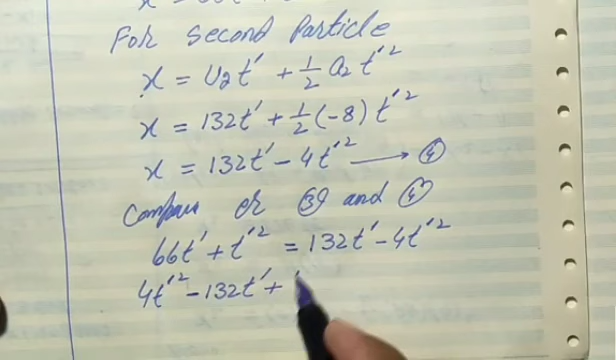 For Second Particle
x = U₂t' + ½ a₂t'²
x = 132t' + ½(-8) t'²
x = 132t' - 4t'² → ④
Compare er ③ and ④
66t' + t'² = 132t' - 4t'²
4t'² - 132t' +